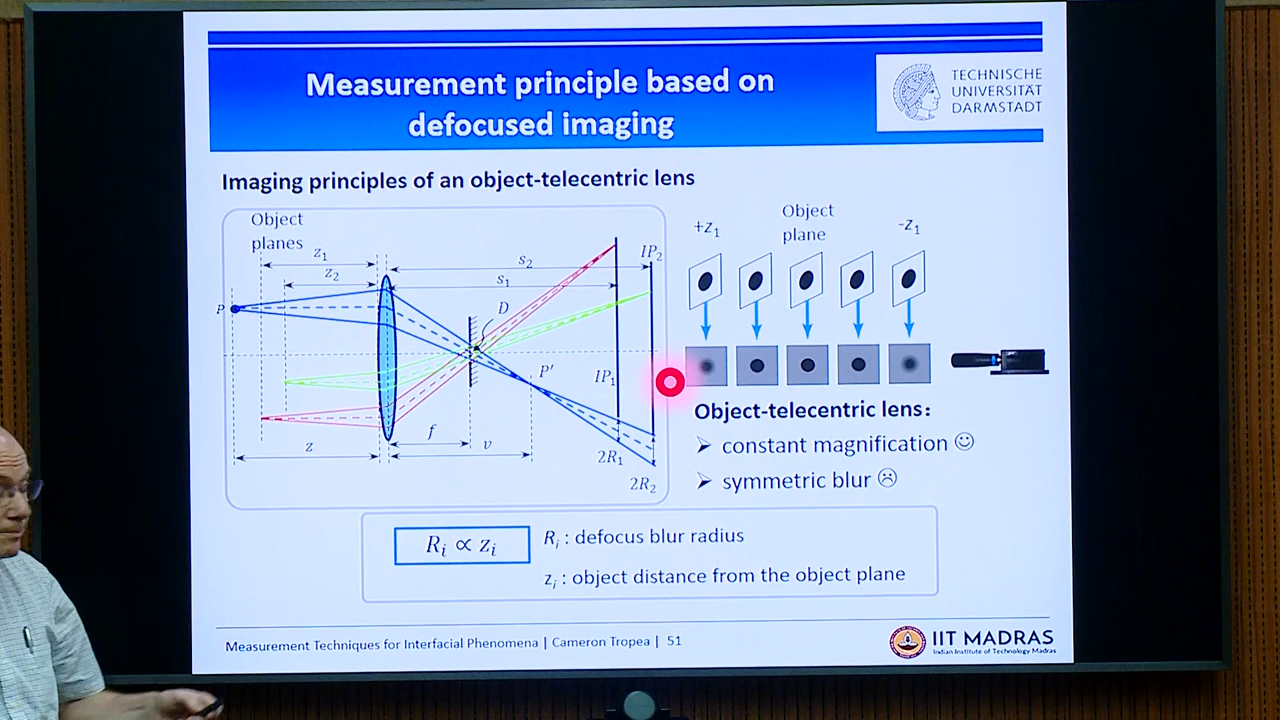 Measurement principle based on
defocused imaging
TECHNISCHE
UNIVERSITÄT
DARMSTADT
Imaging principles of an object-telecentric lens
Object
planes
z₁
z₂
s₂
s₁
IP₂
P
D
P′
IP₁
f
v
z
2R₁
2R₂
+z₁
Object
plane
-z₁
Object-telecentric lens:
➢ constant magnification ☺
➢ symmetric blur ☹
Rᵢ ∝ zᵢ
Rᵢ : defocus blur radius
zᵢ : object distance from the object plane
Measurement Techniques for Interfacial Phenomena | Cameron Tropea | 51
IIT MADRAS
Indian Institute of Technology Madras